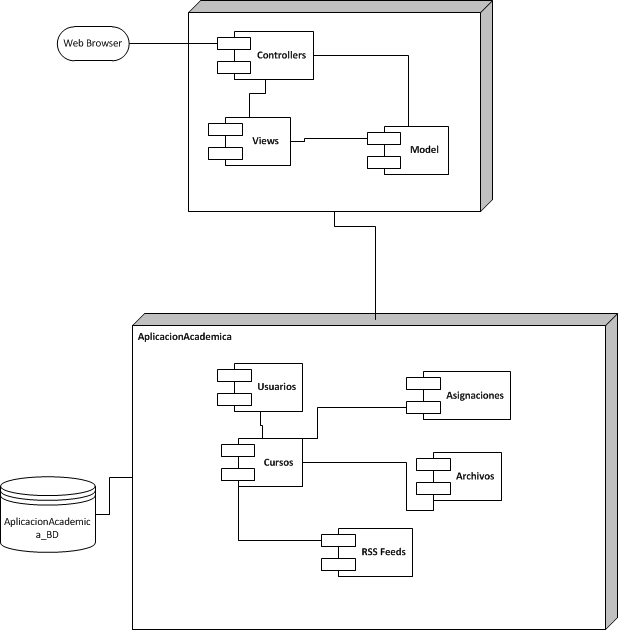 Web Browser
Controllers
Views
Model
AplicacionAcademica
Usuarios
Asignaciones
Cursos
Archivos
AplicacionAcademic
a_BD
RSS Feeds